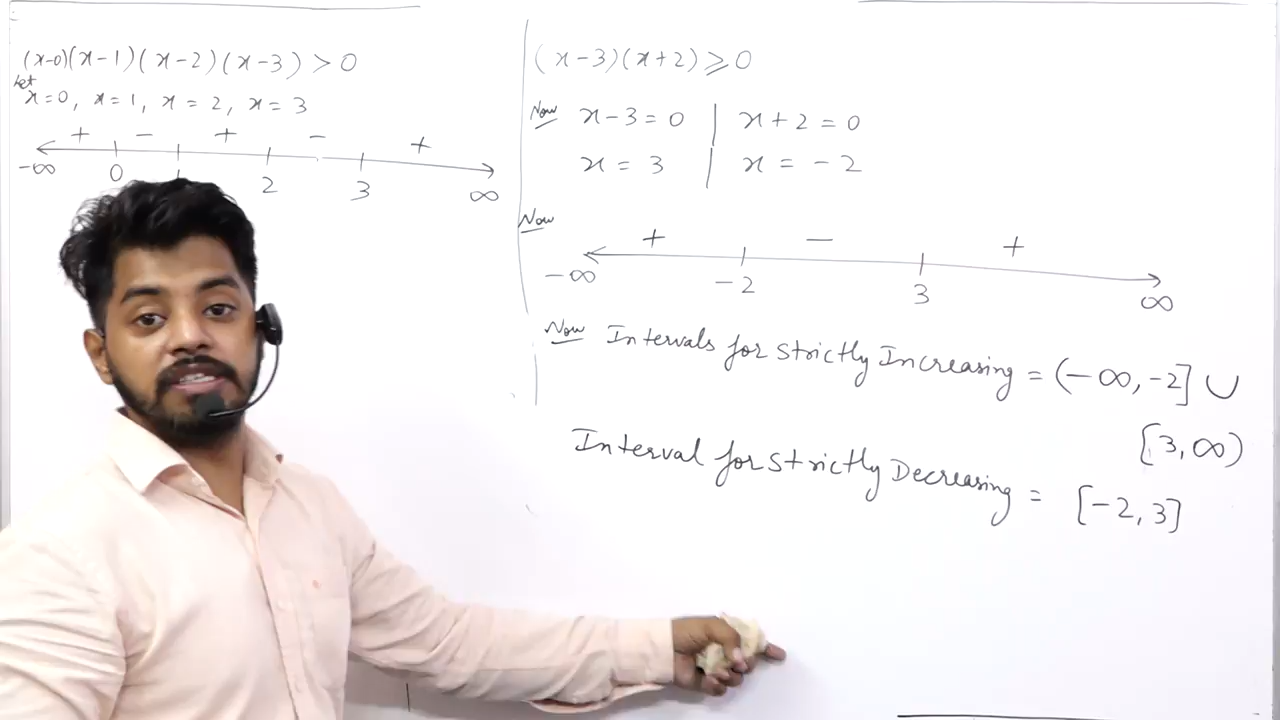 (x-0)(x-1)(x-2)(x-3) > 0
Let
x=0, x=1, x=2, x=3
+ - + - +
-∞ 0 2 3 ∞
(x-3)(x+2) ⩾ 0
Now x-3=0 | x+2=0
x = 3 | x = -2
Now
+ - +
-∞ -2 3 ∞
Now Intervals for Strictly Increasing = (-∞, -2] ∪
[3, ∞)
Interval for Strictly Decreasing = [-2, 3]